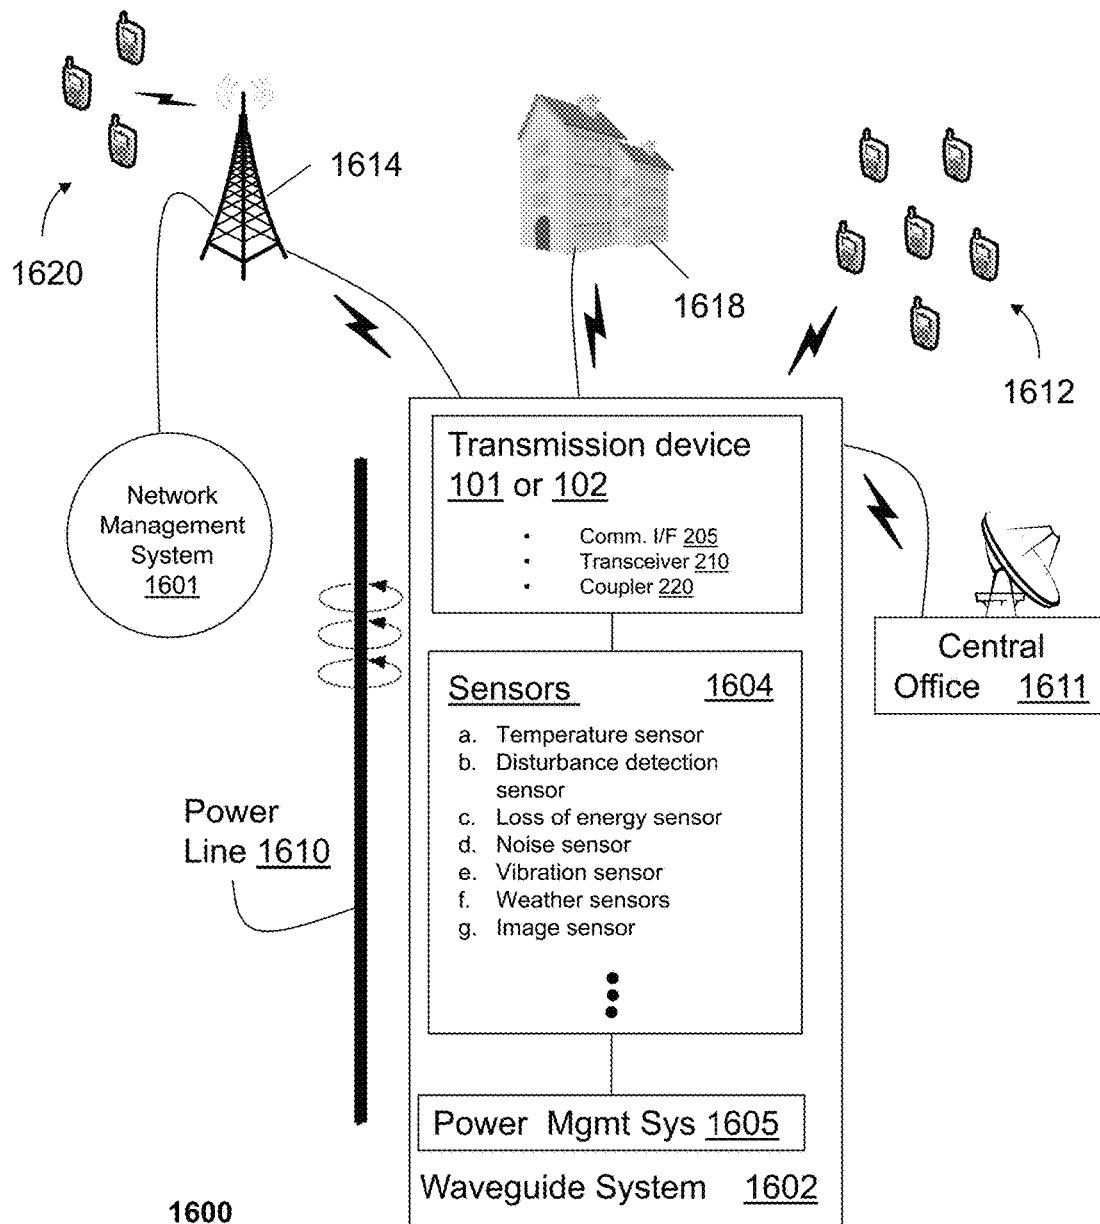 1614
1620
1618
1612
Transmission device
101 or 102
• Comm. I/F 205
• Transceiver 210
• Coupler 220
Network
Management
System
1601
Central
Office 1611
Sensors 1604
a. Temperature sensor
b. Disturbance detection
sensor
c. Loss of energy sensor
d. Noise sensor
e. Vibration sensor
f. Weather sensors
g. Image sensor
Power
Line 1610
Power Mgmt Sys 1605
Waveguide System 1602
1600